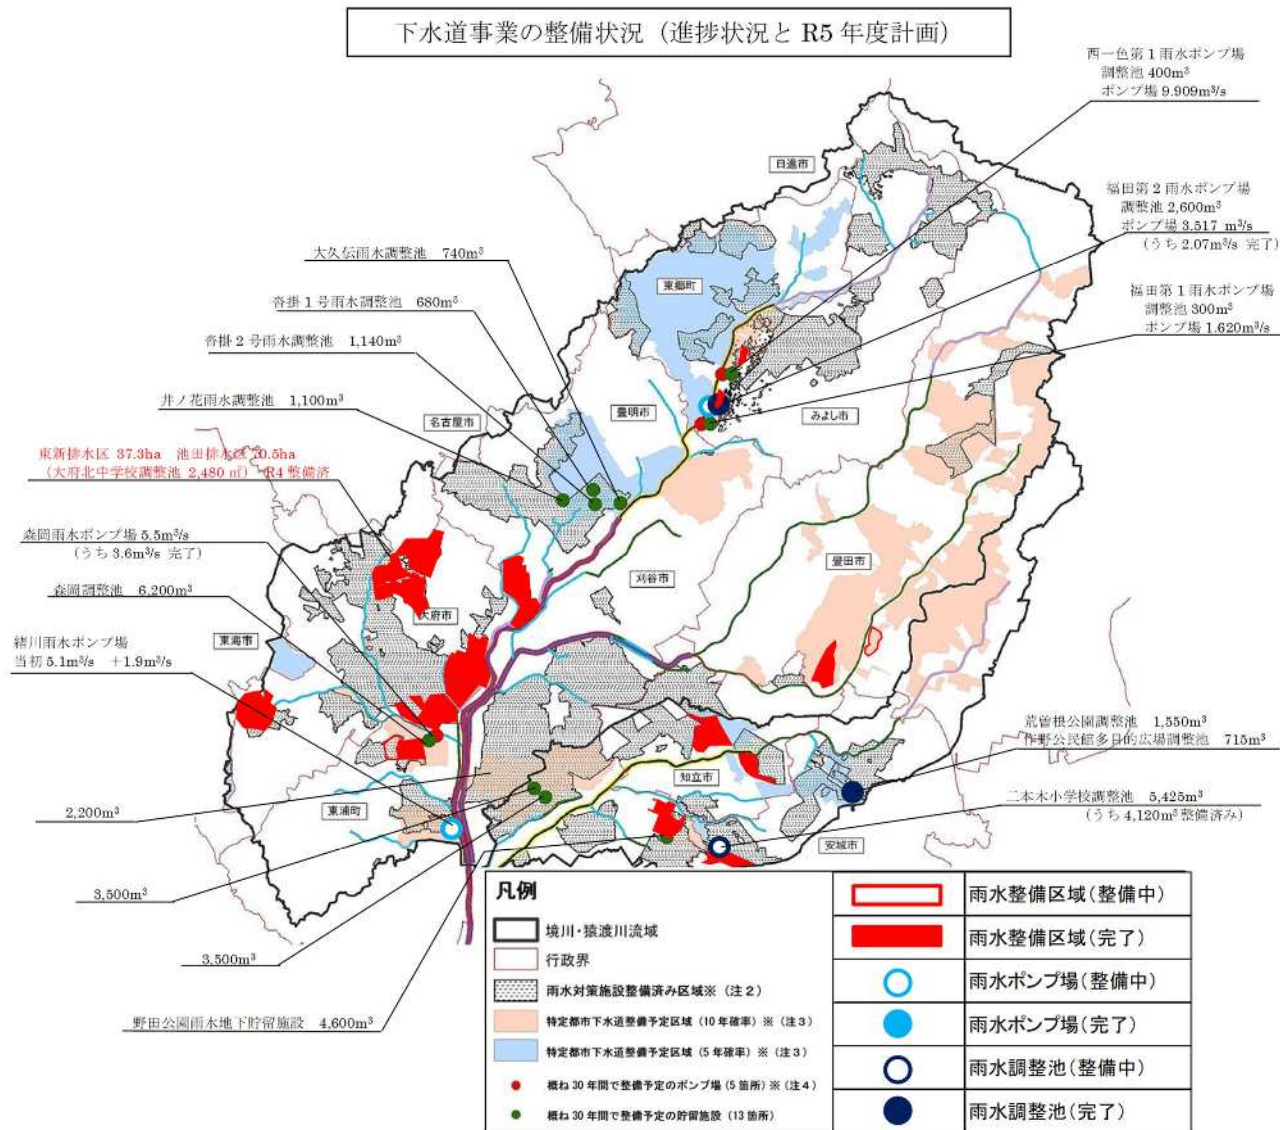 下水道事業の整備状況（進捗状況と R5 年度計画）
西一色第 1 雨水ポンプ場
調整池 400m³
ポンプ場 9.909m³/s
福田第 2 雨水ポンプ場
調整池 2,600m³
ポンプ場 3.517 m³/s
（うち 2.07m³/s 完了）
福田第 1 雨水ポンプ場
調整池 300m³
ポンプ場 1.620m³/s
大久伝雨水調整池 740m³
沓掛 1 号雨水調整池 680m³
沓掛 2 号雨水調整池 1,140m³
井ノ花雨水調整池 1,100m³
東新排水区 37.3ha 池田排水区 70.5ha
（大府北中学校調整池 2,480 ㎥） R4 整備済
森岡雨水ポンプ場 5.5m³/s
（うち 3.6m³/s 完了）
森岡調整池 6,200m³
緒川雨水ポンプ場
当初 5.1m³/s ＋1.9m³/s
2,200m³
3,500m³
3,500m³
野田公園雨水地下貯留施設 4,600m³
荒曽根公園調整池 1,550m³
作野公民館多目的広場調整池 715m³
二本木小学校調整池 5,425m³
（うち 4,120m³整備済み）
日進市
東郷町
豊明市
名古屋市
みよし市
刈谷市
豊田市
大府市
東海市
知立市
東浦町
安城市
凡例
境川・猿渡川流域
行政界
雨水対策施設整備済み区域※（注２）
特定都市下水道整備予定区域（10 年確率）※（注３）
特定都市下水道整備予定区域（5 年確率）※（注３）
概ね 30 年間で整備予定のポンプ場（5 箇所）※（注４）
概ね 30 年間で整備予定の貯留施設（13 箇所）
雨水整備区域（整備中）
雨水整備区域（完了）
雨水ポンプ場（整備中）
雨水ポンプ場（完了）
雨水調整池（整備中）
雨水調整池（完了）